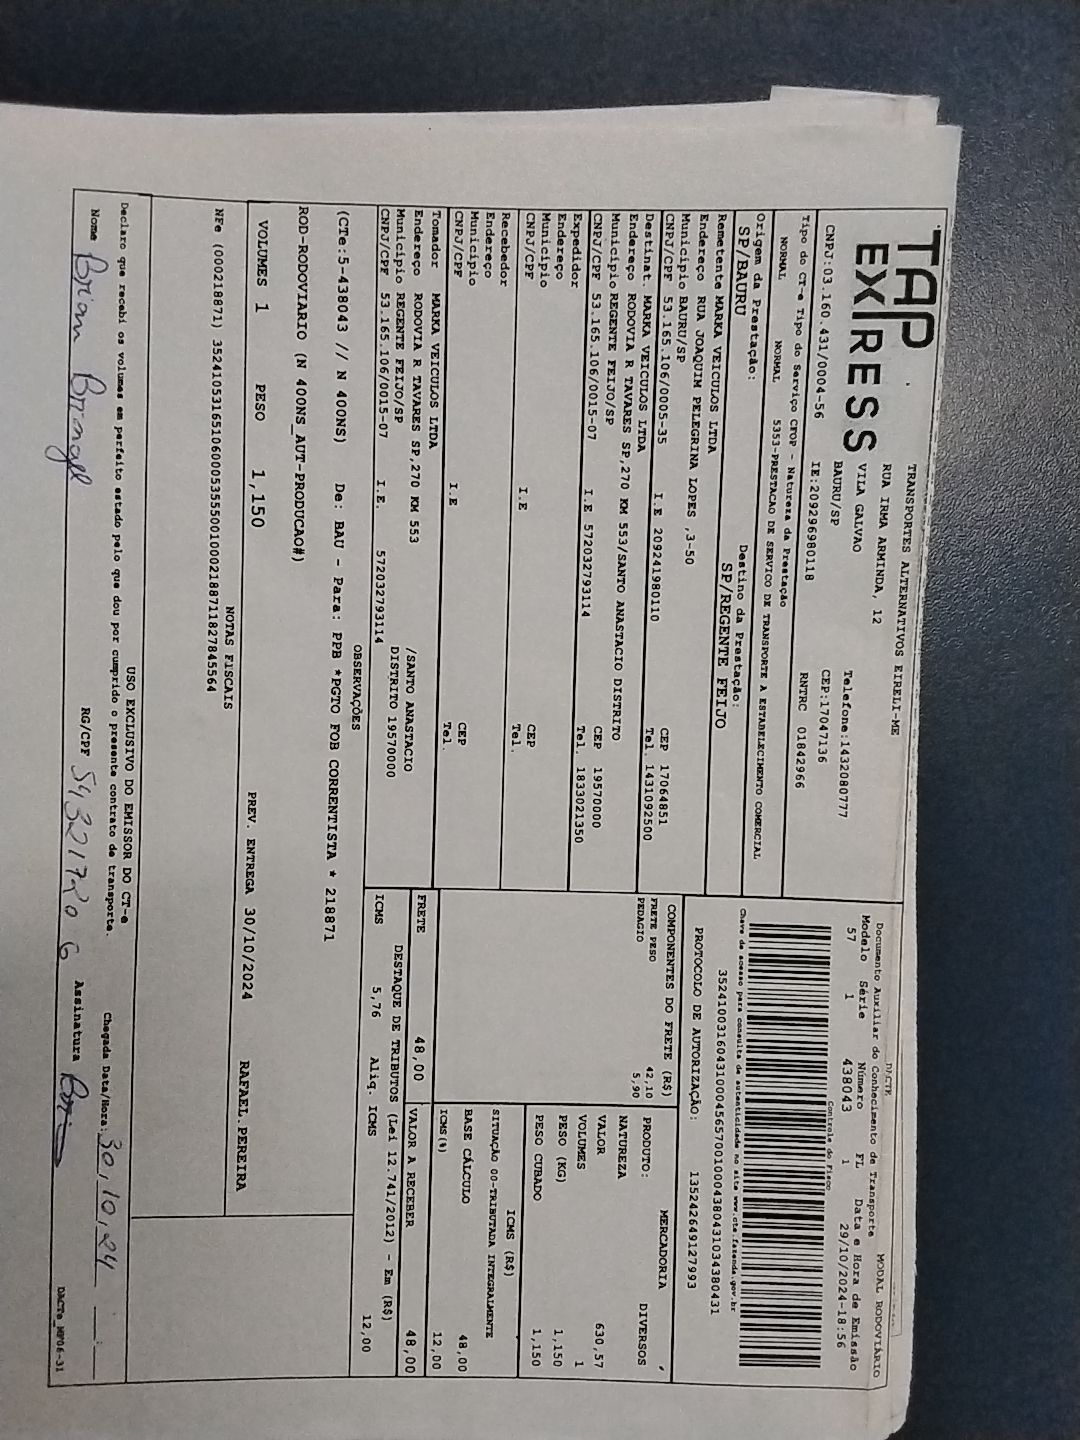 TAP EXPRESS
TRANSPORTES ALTERNATIVOS EIRELI-ME
RUA IRMA ARMINDA, 12
VILA GALVAO
BAURU/SP
Telefone:1432080777
CEP:17047136
CNPJ:03.160.431/0004-56
IE:209296980118
RNTRC 01842966
DACTE
Documento Auxiliar do Conhecimento de Transporte
MODAL RODOVIÁRIO
Modelo Série Número FL Data e Hora de Emissão
57 1 438043 1 29/10/2024-18:56
Controle do Fisco
Chave de acesso para consulta de autenticidade no site www.cte.fazenda.gov.br
PROTOCOLO DE AUTORIZAÇÃO: 135242649127993
Tipo do CT-e Tipo do Serviço CFOP - Natureza da Prestação
NORMAL NORMAL 5353-PRESTACAO DE SERVICO DE TRANSPORTE A ESTABELECIMENTO COMERCIAL
Origem da Prestação: Destino da Prestação:
SP/BAURU SP/REGENTE FEIJO
Remetente MARKA VEICULOS LTDA
Endereço RUA JOAQUIM PELEGRINA LOPES ,3-50
Município BAURU/SP CEP 17064851
CNPJ/CPF 53.165.106/0005-35 I.E 209241980110 Tel. 1431092500
Destinat. MARKA VEICULOS LTDA
Endereço RODOVIA R TAVARES SP,270 KM 553/SANTO ANASTACIO DISTRITO
Município REGENTE FEIJO/SP CEP 19570000
CNPJ/CPF 53.165.106/0015-07 I.E 572032793114 Tel. 1833021350
Expedidor
Endereço
Município CEP
CNPJ/CPF I.E Tel.
Recebedor
Endereço
Município CEP
CNPJ/CPF I.E Tel.
Tomador MARKA VEICULOS LTDA
Endereço RODOVIA R TAVARES SP,270 KM 553 /SANTO ANASTACIO
Município REGENTE FEIJO/SP DISTRITO 19570000
CNPJ/CPF 53.165.106/0015-07 I.E. 572032793114
COMPONENTES DO FRETE (R$)
FRETE PESO 42,10
PEDAGIO 5,90
FRETE 48,00
PRODUTO: MERCADORIA
NATUREZA DIVERSOS
VALOR 630,57
VOLUMES 1
PESO (KG) 1,150
PESO CUBADO 1,150
ICMS (R$)
SITUAÇÃO 00-TRIBUTADA INTEGRALMENTE
BASE CÁLCULO 48,00
ICMS(%) 12,00
VALOR A RECEBER 48,00
DESTAQUE DE TRIBUTOS (Lei 12.741/2012) - Em (R$)
ICMS 5,76 Aliq. ICMS 12,00
OBSERVAÇÕES
(CTe:5-438043 // N 400NS) De: BAU - Para: PPB *PGTO FOB CORRENTISTA * 218871
ROD-RODOVIARIO (N 400NS_AUT-PRODUCAO#)
VOLUMES 1 PESO 1,150 PREV. ENTREGA 30/10/2024 RAFAEL.PEREIRA
NOTAS FISCAIS
USO EXCLUSIVO DO EMISSOR DO CT-e
Declaro que recebi os volumes em perfeito estado pelo que dou por cumprido o presente contrato de transporte. Chegada Data/Hora: 30,10,24 :
Nome Brian RG/CPF Assinatura
DACTe_MF06-31